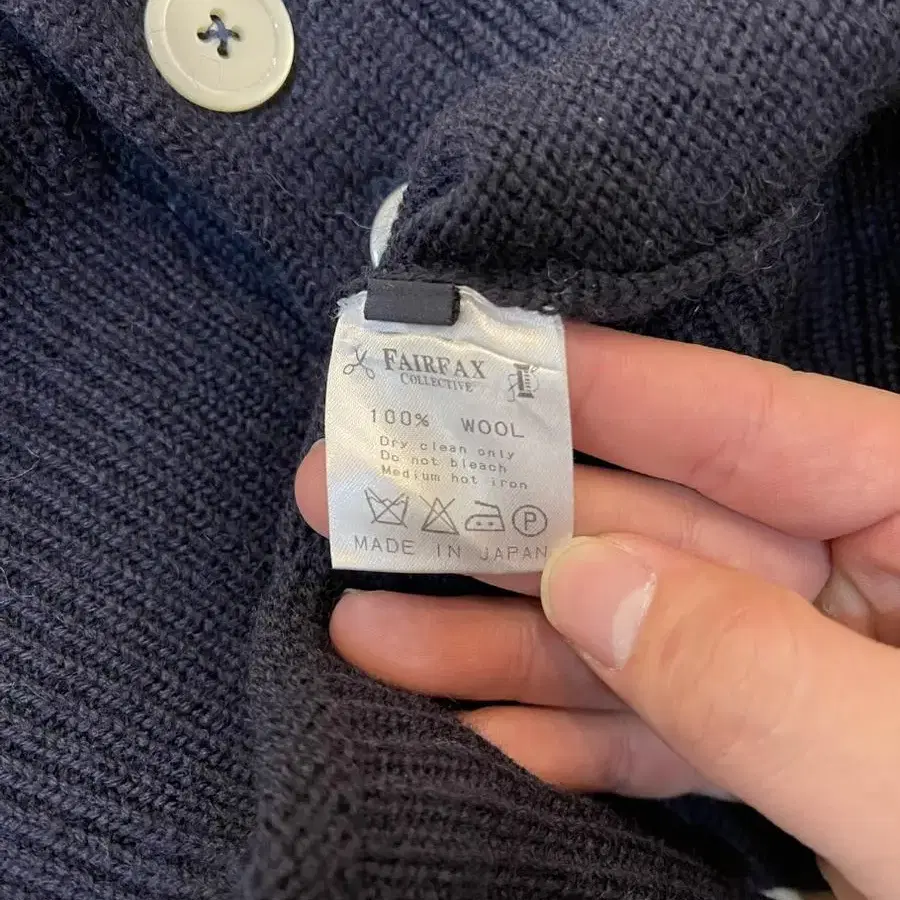 FAIRFAX
COLLECTIVE
100% WOOL
Dry clean only
Do not bleach
Medium hot iron
P
MADE IN JAPAN